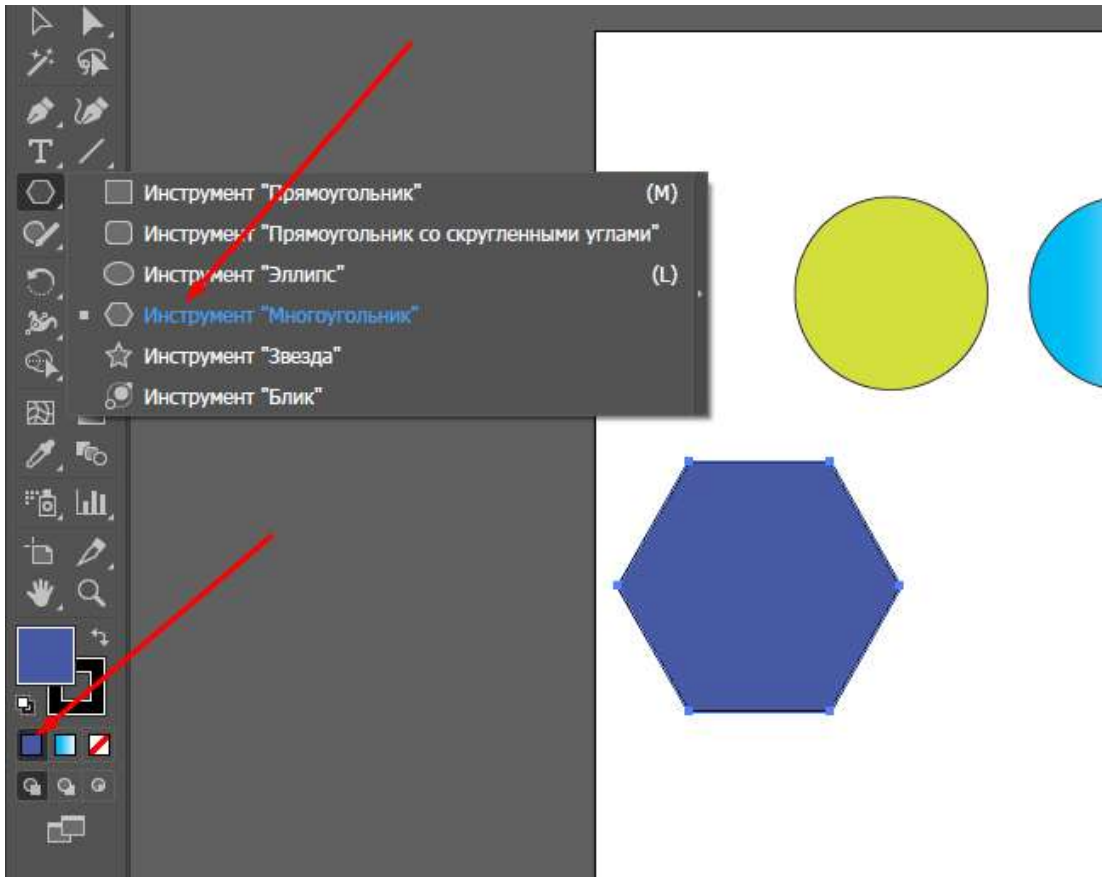 Инструмент "Прямоугольник" (M)
Инструмент "Прямоугольник со скругленными углами"
Инструмент "Эллипс" (L)
Инструмент "Многоугольник"
Инструмент "Звезда"
Инструмент "Блик"